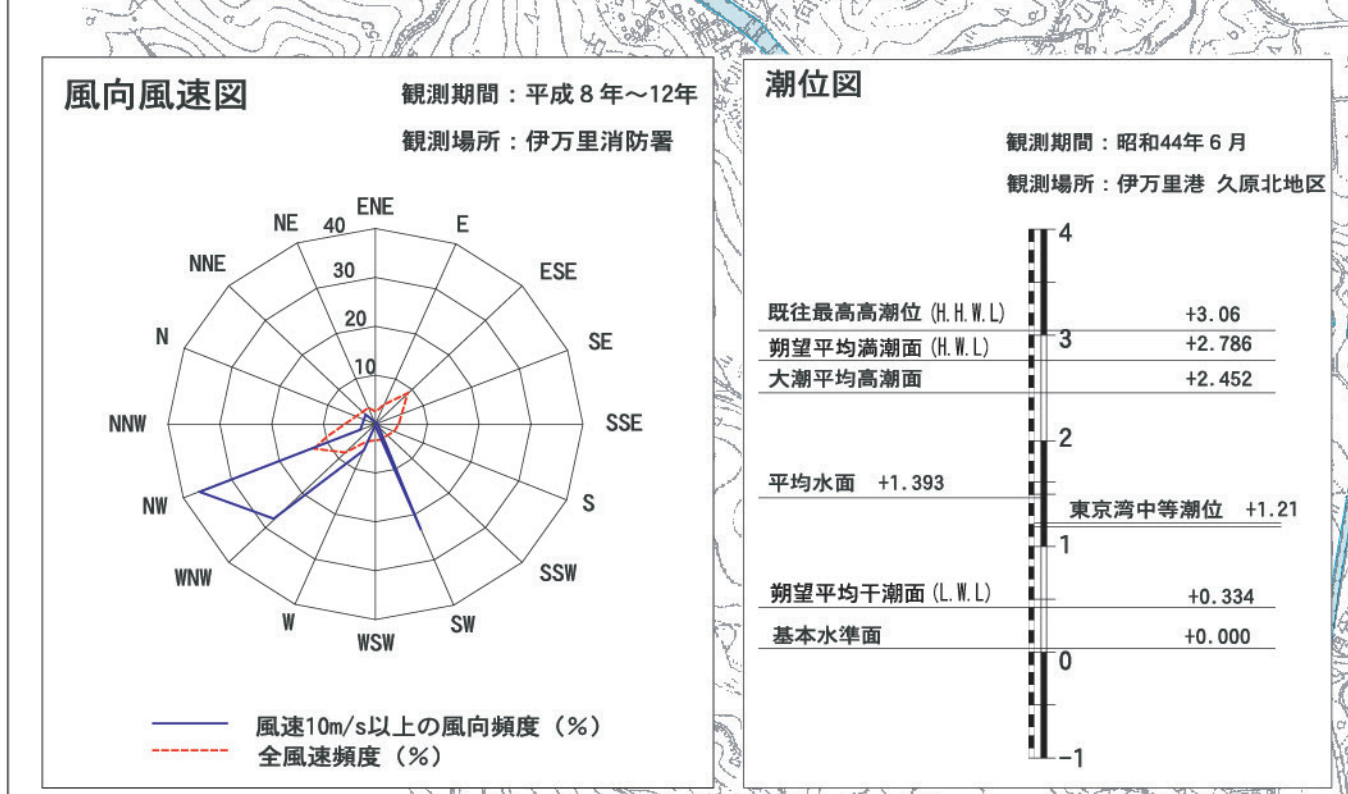 風向風速図
観測期間：平成８年～12年
観測場所：伊万里消防署
ENE
E
ESE
SE
SSE
S
SSW
SW
WSW
W
WNW
NW
NNW
N
NNE
NE
40
30
20
10
風速10m/s以上の風向頻度（％）
全風速頻度（％）
潮位図
観測期間：昭和44年６月
観測場所：伊万里港 久原北地区
4
既往最高高潮位(H.H.W.L) +3.06
3
朔望平均満潮面(H.W.L) +2.786
大潮平均高潮面 +2.452
2
平均水面 +1.393
東京湾中等潮位 +1.21
1
朔望平均干潮面(L.W.L) +0.334
基本水準面 +0.000
0
-1